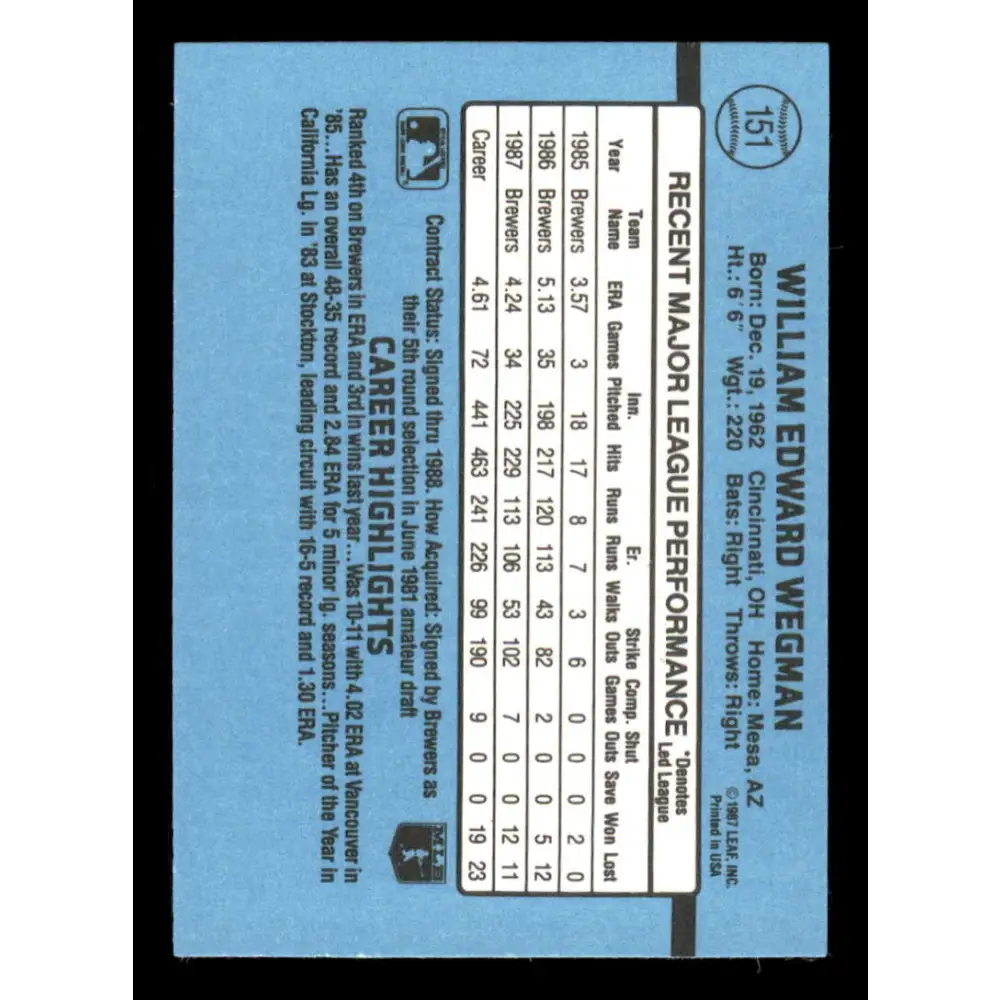 151
WILLIAM EDWARD WEGMAN
Born: Dec. 19, 1962 Cincinnati, OH Home: Mesa, AZ
Ht.: 6'6" Wgt.: 220 Bats: Right Throws: Right
©1987 LEAF, INC.
Printed in USA
RECENT MAJOR LEAGUE PERFORMANCE *Denotes
Led League
Team Inn. Er. Strike Comp. Shut
Year Name ERA Games Pitched Hits Runs Runs Walks Outs Games Outs Save Won Lost
1985 Brewers 3.57 3 18 17 8 7 3 6 0 0 0 2 0
1986 Brewers 5.13 35 198 217 120 113 43 82 2 0 0 5 12
1987 Brewers 4.24 34 225 229 113 106 53 102 7 0 0 12 11
Career 4.61 72 441 463 241 226 99 190 9 0 0 19 23
Contract Status: Signed thru 1988. How Acquired: Signed by Brewers as
their 5th round selection in June 1981 amateur draft
MLB
CAREER HIGHLIGHTS
Ranked 4th on Brewers in ERA and 3rd in wins last year...Was 10-11 with 4.02 ERA at Vancouver in
'85...Has an overall 48-35 record and 2.84 ERA for 5 minor lg. seasons...Pitcher of the Year in
California Lg. in '83 at Stockton, leading circuit with 16-5 record and 1.30 ERA.